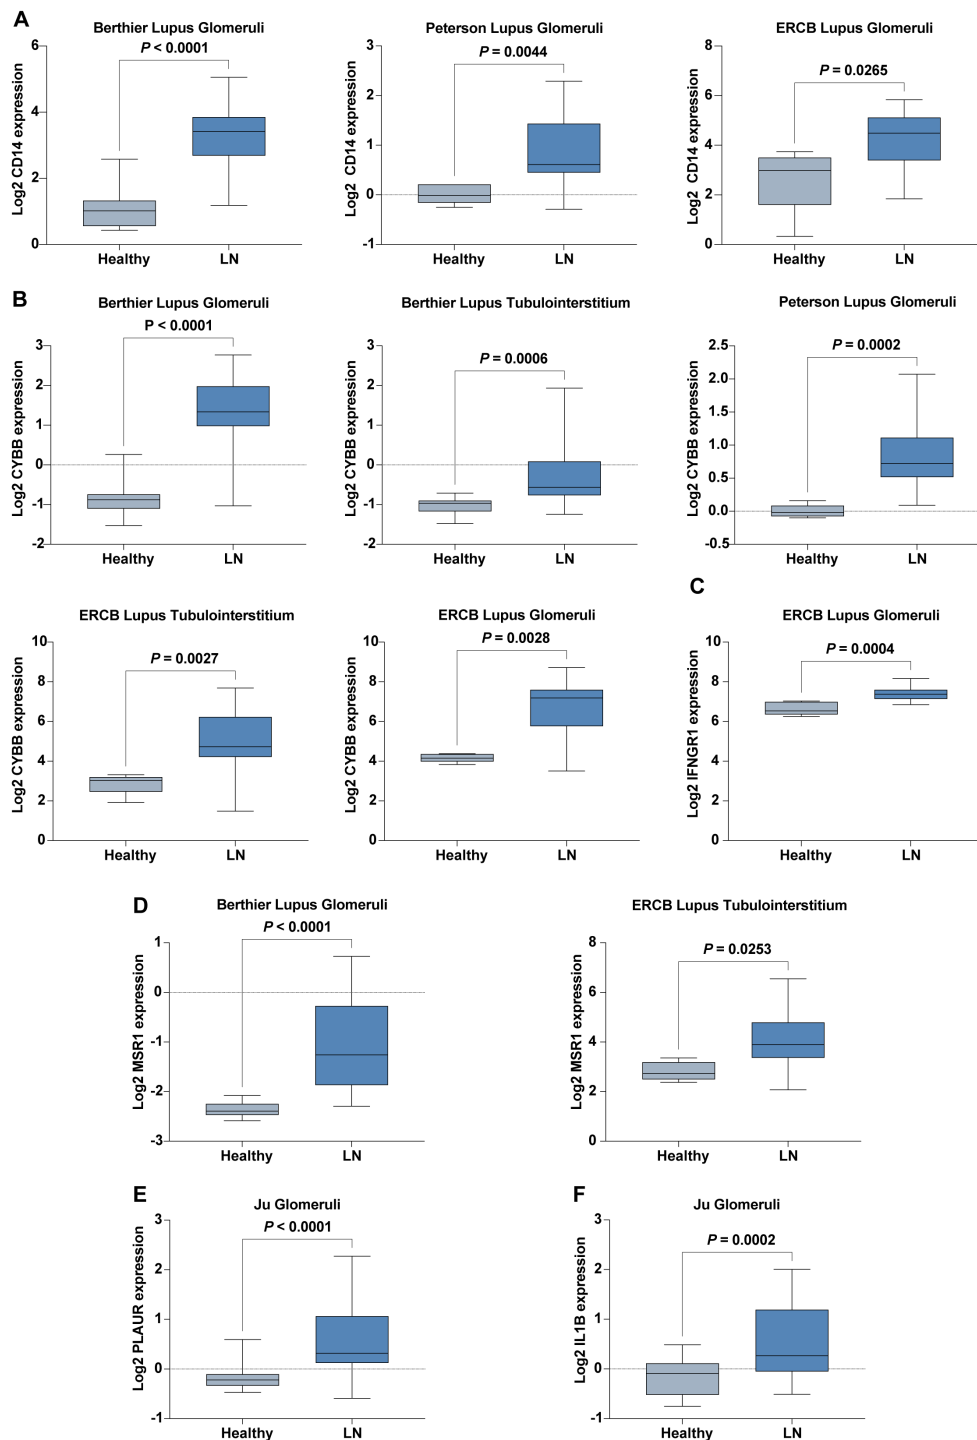 A
Berthier Lupus Glomeruli
P < 0.0001
Log2 CD14 expression
6
4
2
0
Healthy
LN
Peterson Lupus Glomeruli
P = 0.0044
Log2 CD14 expression
3
2
1
0
-1
Healthy
LN
ERCB Lupus Glomeruli
P = 0.0265
Log2 CD14 expression
8
6
4
2
0
Healthy
LN
B
Berthier Lupus Glomeruli
P < 0.0001
Log2 CYBB expression
3
2
1
0
-1
-2
Healthy
LN
Berthier Lupus Tubulointerstitium
P = 0.0006
Log2 CYBB expression
3
2
1
0
-1
-2
Healthy
LN
Peterson Lupus Glomeruli
P = 0.0002
Log2 CYBB expression
2.5
2.0
1.5
1.0
0.5
0.0
-0.5
Healthy
LN
ERCB Lupus Tubulointerstitium
P = 0.0027
Log2 CYBB expression
10
8
6
4
2
0
Healthy
LN
ERCB Lupus Glomeruli
P = 0.0028
Log2 CYBB expression
10
8
6
4
2
0
Healthy
LN
C
ERCB Lupus Glomeruli
P = 0.0004
Log2 IFNGR1 expression
10
8
6
4
2
0
Healthy
LN
D
Berthier Lupus Glomeruli
P < 0.0001
Log2 MSR1 expression
1
0
-1
-2
-3
Healthy
LN
ERCB Lupus Tubulointerstitium
P = 0.0253
Log2 MSR1 expression
8
6
4
2
0
Healthy
LN
E
Ju Glomeruli
P < 0.0001
Log2 PLAUR expression
3
2
1
0
-1
Healthy
LN
F
Ju Glomeruli
P = 0.0002
Log2 IL1B expression
3
2
1
0
-1
Healthy
LN